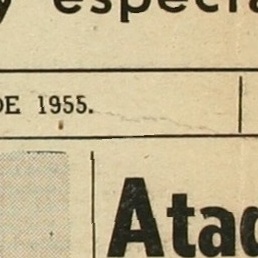 y especia
DE 1955.
Atac